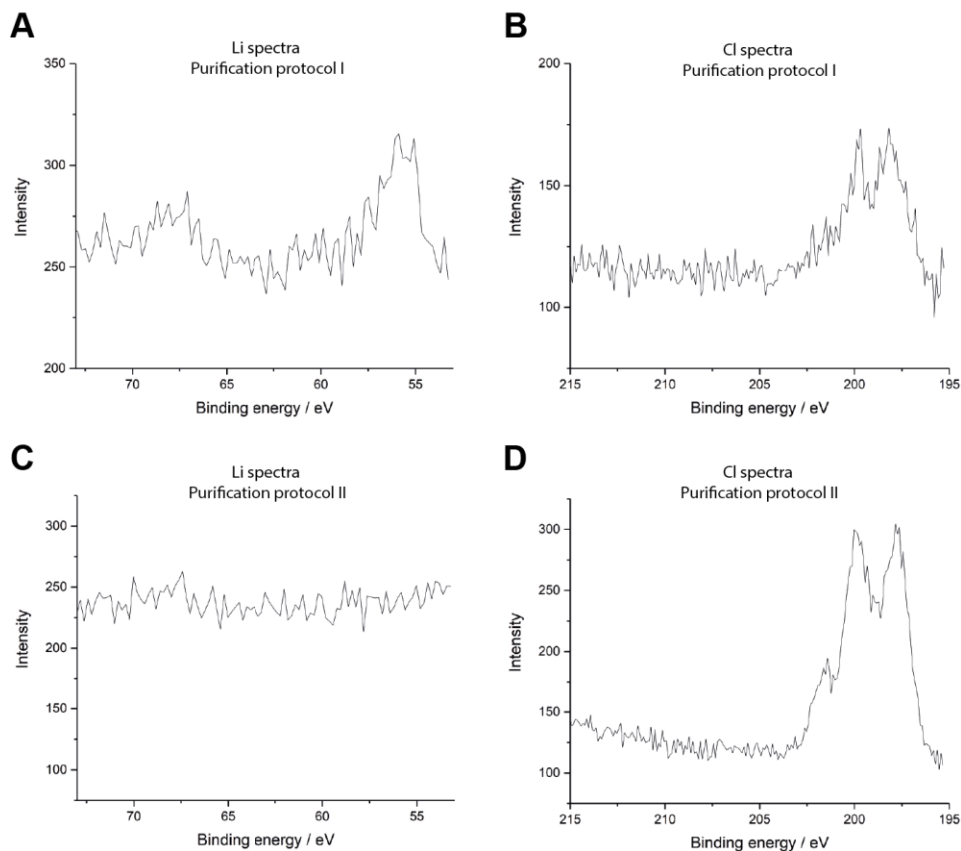 A
Li spectra
Purification protocol I
350
300
250
200
Intensity
70
65
60
55
Binding energy / eV
B
Cl spectra
Purification protocol I
200
150
100
Intensity
215
210
205
200
195
Binding energy / eV
C
Li spectra
Purification protocol II
300
250
200
150
100
Intensity
70
65
60
55
Binding energy / eV
D
Cl spectra
Purification protocol II
300
250
200
150
100
Intensity
215
210
205
200
195
Binding energy / eV